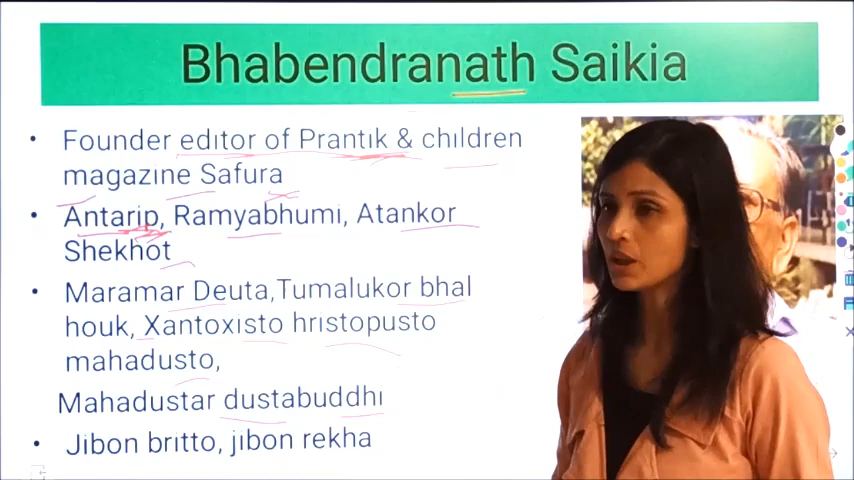 Bhabendranath Saikia
• Founder editor of Prantik & children
magazine Safura
• Antarip, Ramyabhumi, Atankor
Shekhot
• Maramar Deuta,Tumalukor bhal
houk, Xantoxisto hristopusto
mahadusto,
Mahadustar dustabuddhi
• Jibon britto, jibon rekha